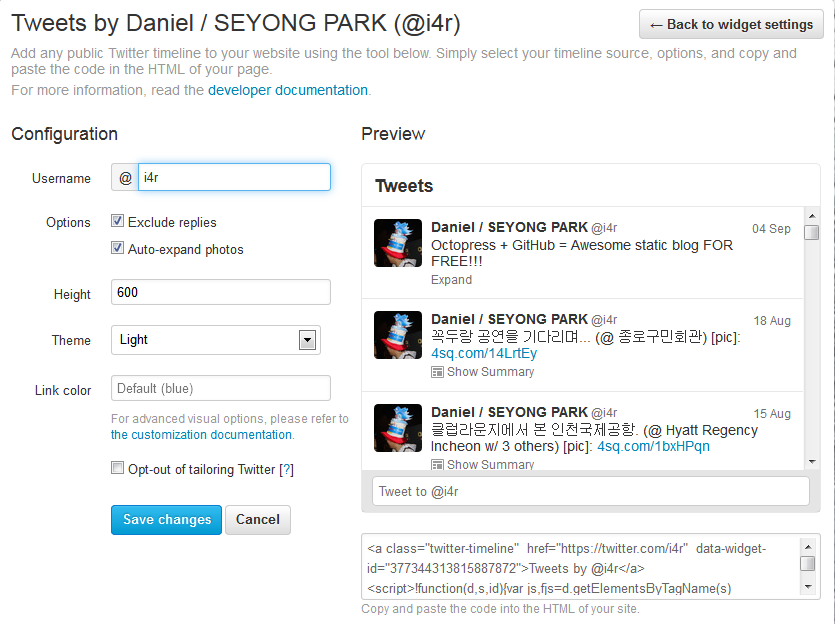 Tweets by Daniel / SEYONG PARK (@i4r)
← Back to widget settings
Add any public Twitter timeline to your website using the tool below. Simply select your timeline source, options, and copy and
paste the code in the HTML of your page.
For more information, read the developer documentation.
Configuration
Username
@
i4r
Options
Exclude replies
Auto-expand photos
Height
600
Theme
Light
Link color
Default (blue)
For advanced visual options, please refer to
the customization documentation.
Opt-out of tailoring Twitter [?]
Save changes
Cancel
Preview
Tweets
Daniel / SEYONG PARK @i4r
04 Sep
Octopress + GitHub = Awesome static blog FOR
FREE!!!
Expand
Daniel / SEYONG PARK @i4r
18 Aug
꼭두랑 공연을 기다리며... (@ 종로구민회관) [pic]:
4sq.com/14LrtEy
Show Summary
Daniel / SEYONG PARK @i4r
15 Aug
클럽라운지에서 본 인천국제공항. (@ Hyatt Regency
Incheon w/ 3 others) [pic]: 4sq.com/1bxHPqn
Show Summary
Tweet to @i4r
<a class="twitter-timeline" href="https://twitter.com/i4r" data-widget-
id="377344313815887872">Tweets by @i4r</a>
<script>!function(d,s,id){var js,fjs=d.getElementsByTagName(s)
Copy and paste the code into the HTML of your site.